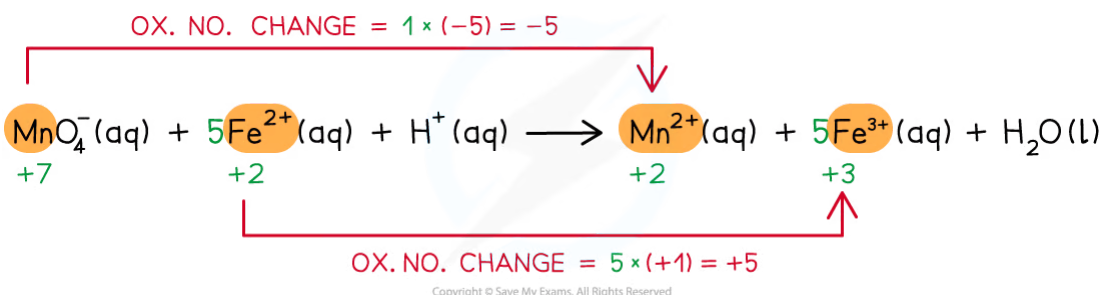 OX. NO. CHANGE = 1 × (−5) = −5
MnO₄⁻(aq) + 5Fe²⁺(aq) + H⁺(aq) → Mn²⁺(aq) + 5Fe³⁺(aq) + H₂O(l)
+7 +2 +2 +3
OX. NO. CHANGE = 5 × (+1) = +5
Copyright © Save My Exams. All Rights Reserved